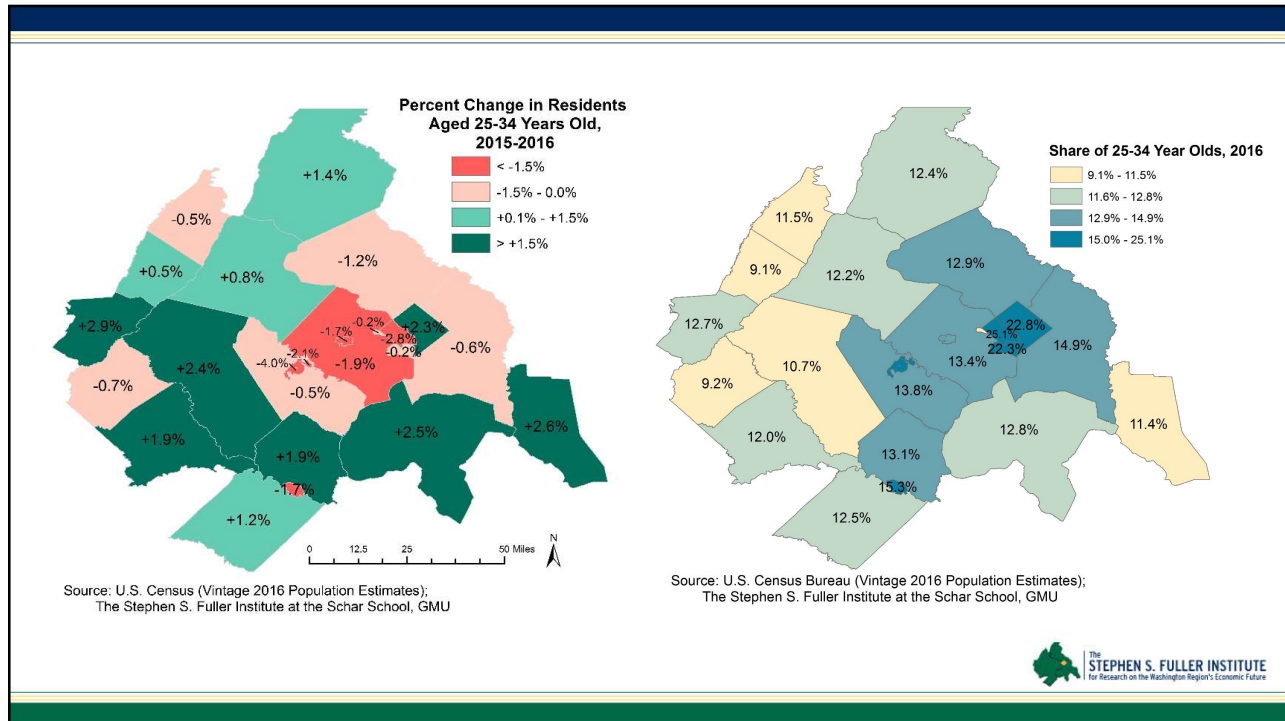 Percent Change in Residents
Aged 25-34 Years Old,
2015-2016
< -1.5%
-1.5% - 0.0%
+0.1% - +1.5%
> +1.5%
+1.4%
-0.5%
+0.5%
+0.8%
-1.2%
+2.9%
-0.2%
+2.3%
-1.7%
-2.8%
-0.2%
-0.6%
-2.1%
-4.0%
-1.9%
+2.4%
-0.7%
-0.5%
+1.9%
+2.5%
+2.6%
+1.9%
-1.7%
+1.2%
0 12.5 25 50 Miles
N
Source: U.S. Census (Vintage 2016 Population Estimates);
The Stephen S. Fuller Institute at the Schar School, GMU
Share of 25-34 Year Olds, 2016
9.1% - 11.5%
11.6% - 12.8%
12.9% - 14.9%
15.0% - 25.1%
12.4%
11.5%
9.1%
12.2%
12.9%
12.7%
22.8%
25.1%
22.3%
14.9%
13.4%
10.7%
9.2%
13.8%
12.0%
12.8%
11.4%
13.1%
15.3%
12.5%
Source: U.S. Census Bureau (Vintage 2016 Population Estimates);
The Stephen S. Fuller Institute at the Schar School, GMU
The
STEPHEN S. FULLER INSTITUTE
for Research on the Washington Region's Economic Future